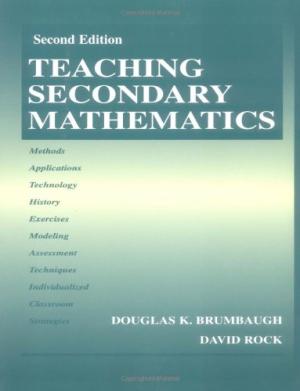 Second Edition
TEACHING
SECONDARY
MATHEMATICS
Methods
Applications
Technology
History
Exercises
Modeling
Assessment
Techniques
Individualized
Classroom
Strategies
DOUGLAS K. BRUMBAUGH
DAVID ROCK